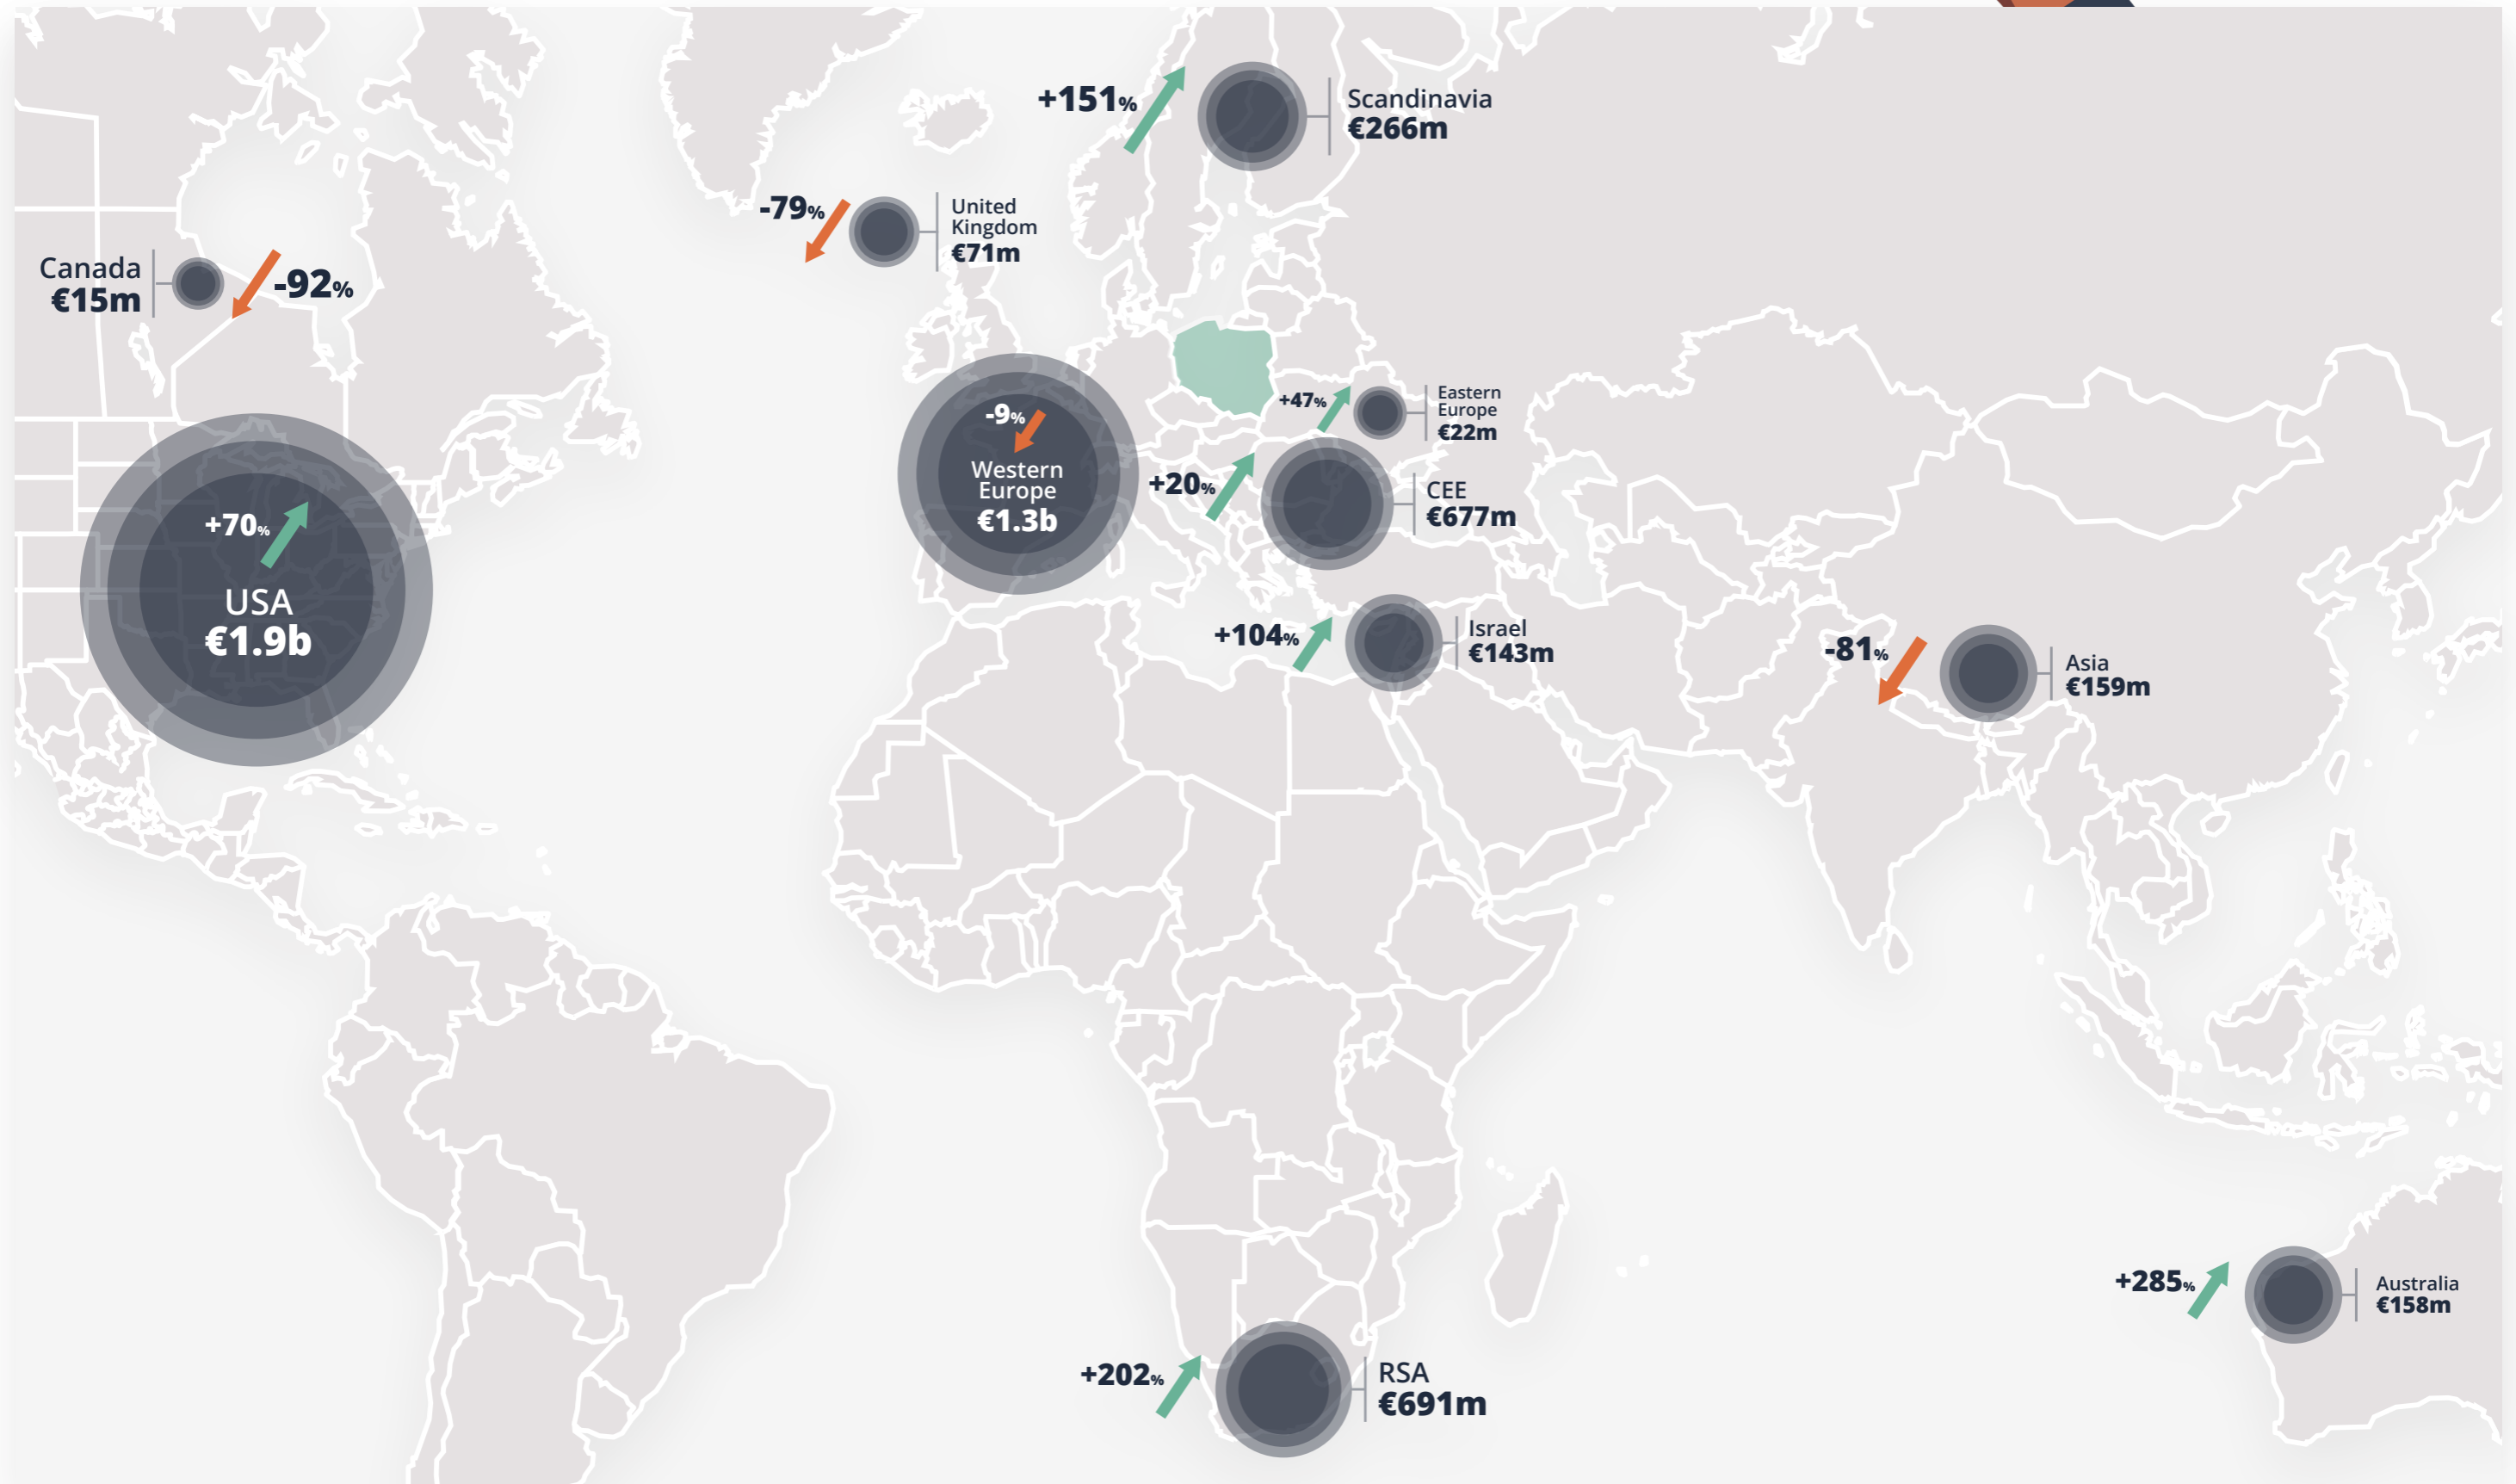 +151%
Scandinavia
€266m
-79%
United
Kingdom
€71m
Canada
€15m
-92%
-9%
Western
Europe
€1.3b
+47%
Eastern
Europe
€22m
+20%
CEE
€677m
+70%
USA
€1.9b
+104%
Israel
€143m
-81%
Asia
€159m
+285%
Australia
€158m
+202%
RSA
€691m